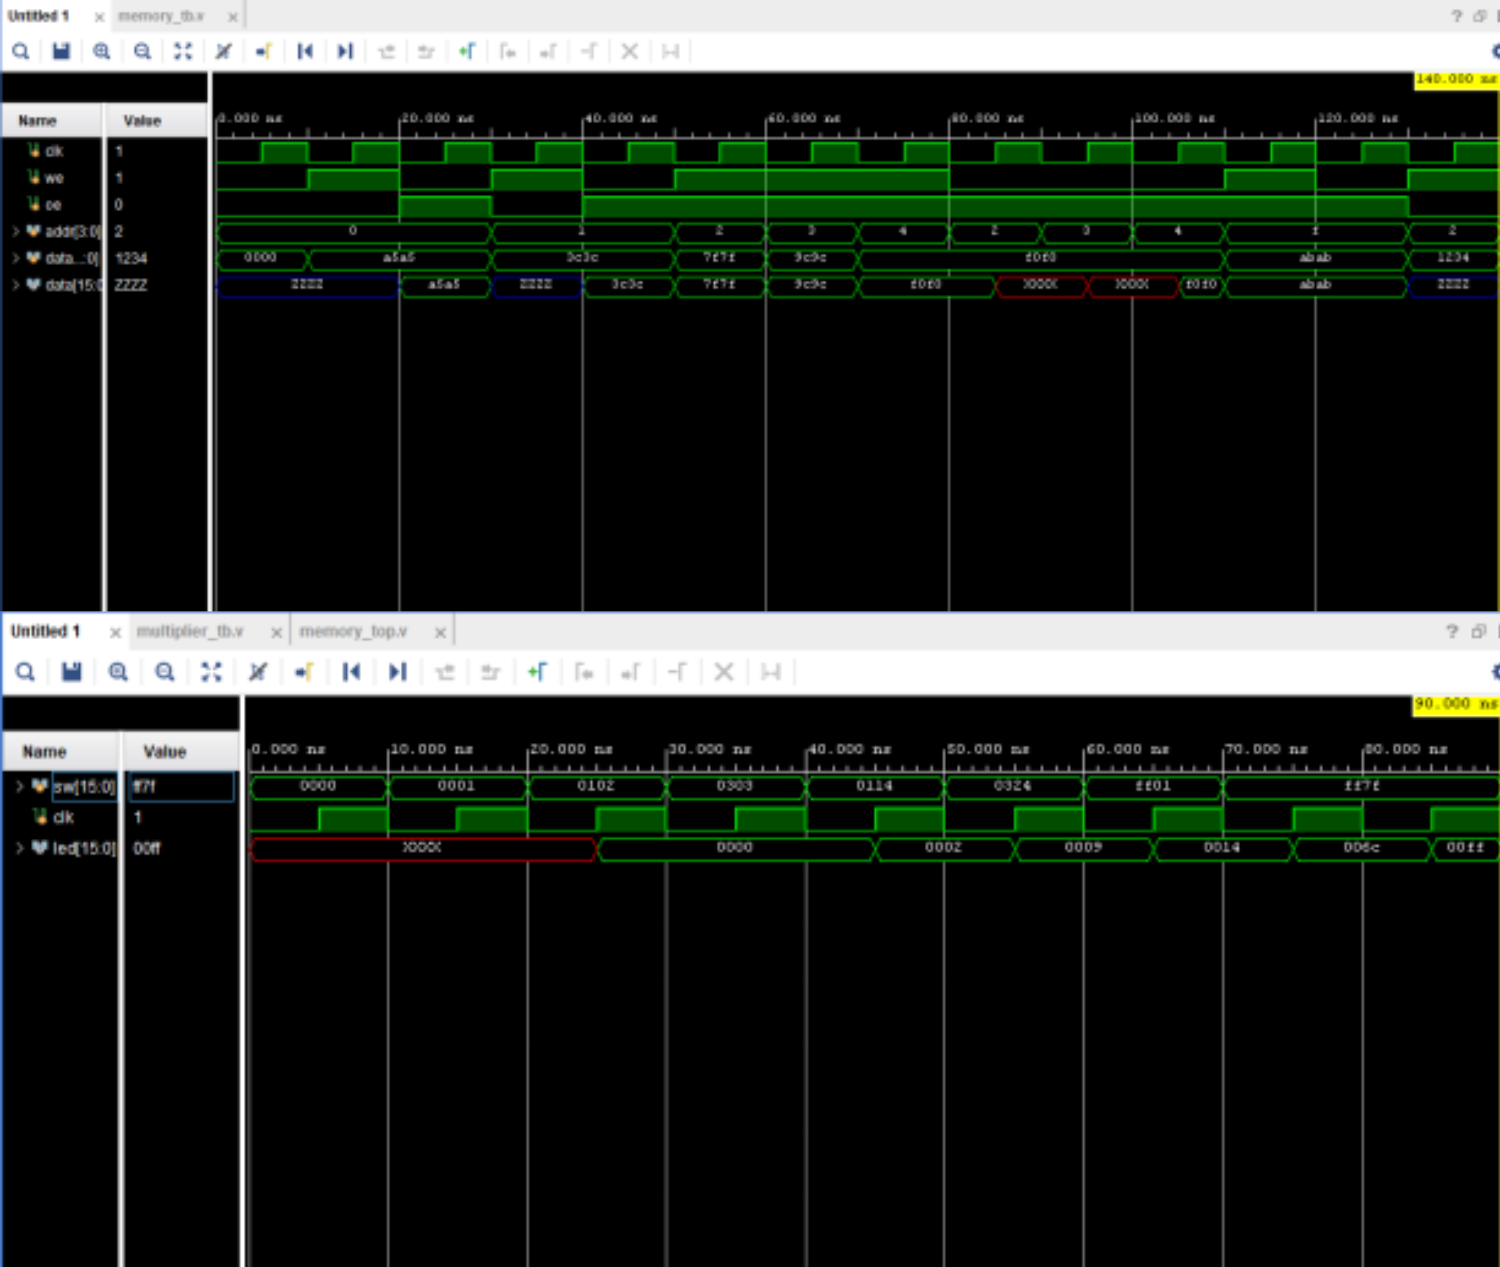 Untitled 1 × memory_tb.v × ?
140.000 ns
Name Value 0.000 ns 20.000 ns 40.000 ns 60.000 ns 80.000 ns 100.000 ns 120.000 ns
clk 1
we 1
oe 0
addr[3:0] 2 0 1 2 3 4 2 3 4 f 2
data...:0] 1234 0000 a5a5 3c3c 7f7f 9c9c f0f0 abab 1234
data[15:0 ZZZZ ZZZZ a5a5 ZZZZ 3c3c 7f7f 9c9c f0f0 XXXX XXXX f0f0 abab ZZZZ
Untitled 1 × multiplier_tb.v × memory_top.v × ?
90.000 ns
Name Value 0.000 ns 10.000 ns 20.000 ns 30.000 ns 40.000 ns 50.000 ns 60.000 ns 70.000 ns 80.000 ns
sw[15:0] ff7f 0000 0001 0102 0303 0114 0324 ff01 ff7f
clk 1
led[15:0] 00ff XXXX 0000 0002 0009 0014 006c 00ff